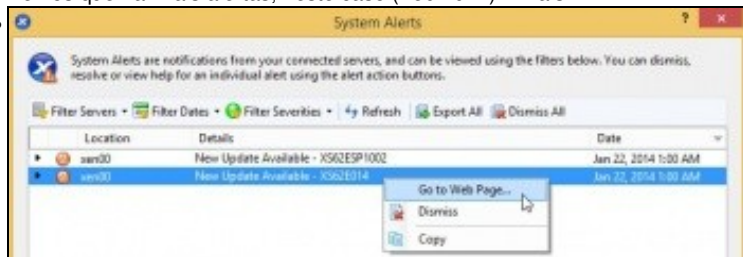 System Alerts
?
System Alerts are notifications from your connected servers, and can be viewed using the filters below. You can dismiss,
resolve or view help for an individual alert using the alert action buttons.
Filter Servers Filter Dates Filter Severities Refresh Export All Dismiss All
Location Details Date
xen00 New Update Available - XS62ESP1002 Jan 22, 2014 1:00 AM
xen00 New Update Available - XS62E014 Jan 22, 2014 1:00 AM
Go to Web Page...
Dismiss
Copy